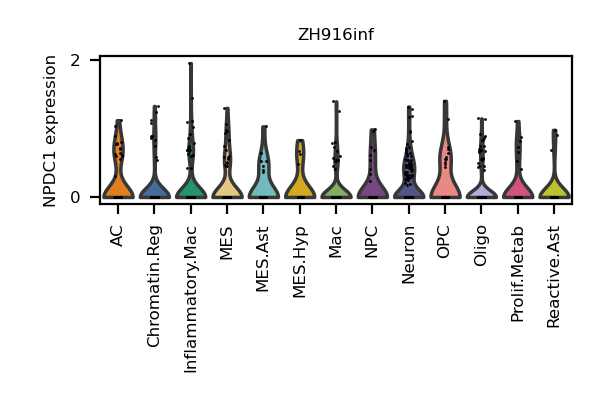 ZH916inf
NPDC1 expression
2
0
AC
Chromatin.Reg
Inflammatory.Mac
MES
MES.Ast
MES.Hyp
Mac
NPC
Neuron
OPC
Oligo
Prolif.Metab
Reactive.Ast